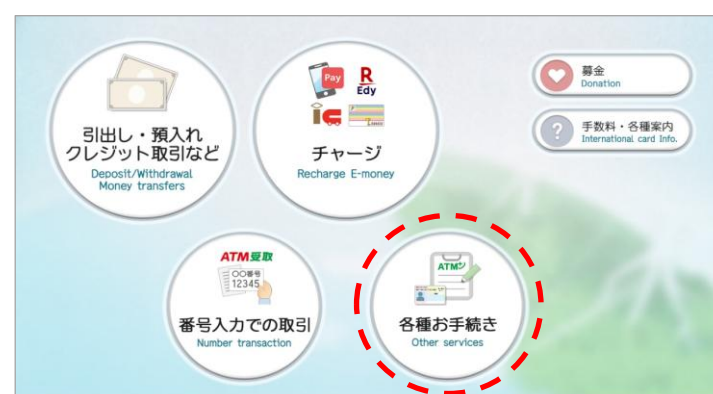 引出し・預入れ
クレジット取引など
Deposit/Withdrawal
Money transfers
Pay
R
Edy
ic
チャージ
Recharge E-money
募金
Donation
?
手数料・各種案内
International card Info.
ATM受取
〇〇番号
12345
番号入力での取引
Number transaction
ATM
各種お手続き
Other services